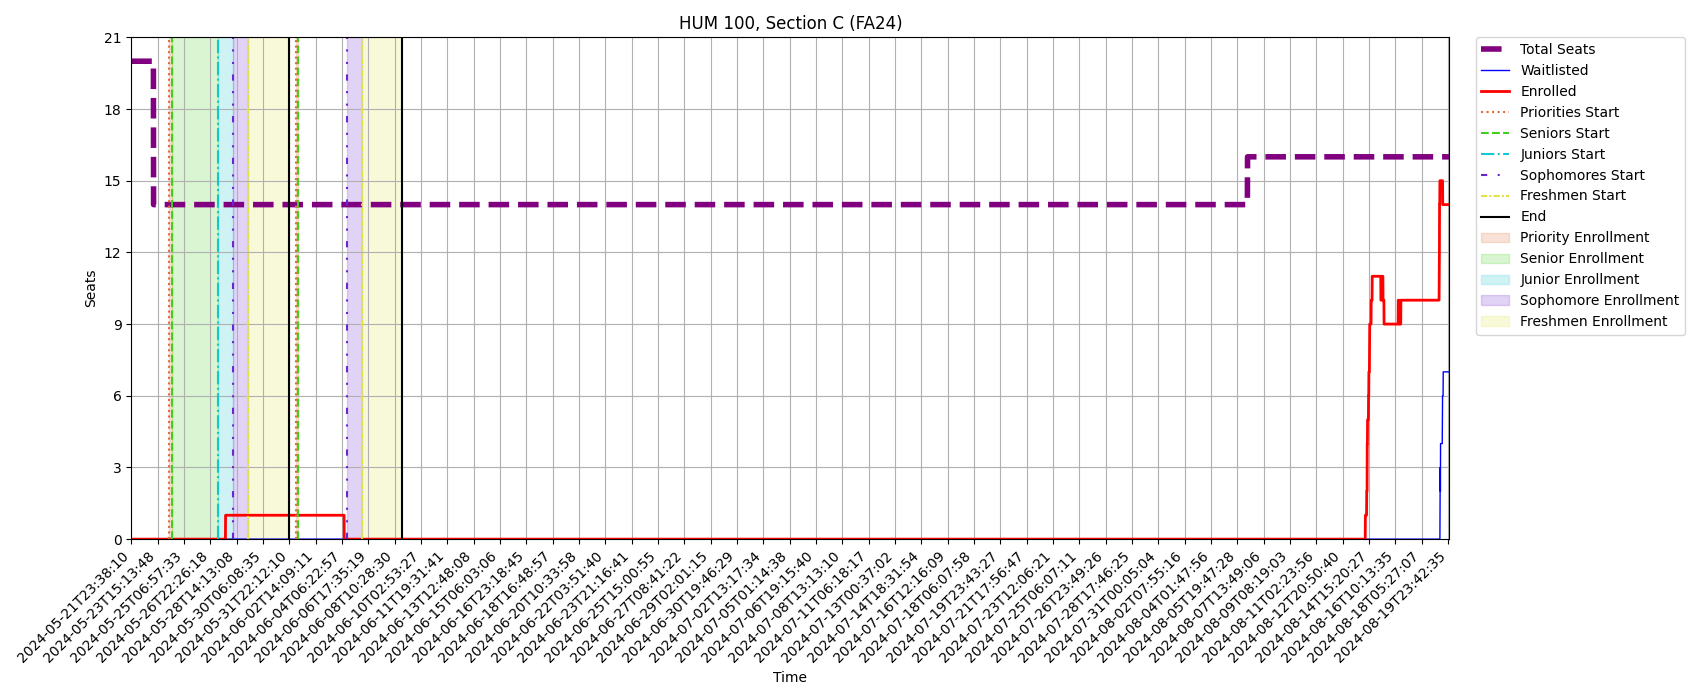 HUM 100, Section C (FA24)
21
18
15
12
9
6
3
0
Seats
2024-05-21T23:38:10
2024-05-23T15:13:48
2024-05-25T06:57:33
2024-05-26T22:26:18
2024-05-28T14:13:08
2024-05-30T06:08:35
2024-05-31T22:12:10
2024-06-02T14:09:11
2024-06-04T06:22:57
2024-06-06T17:35:19
2024-06-08T10:28:30
2024-06-10T02:53:27
2024-06-11T19:31:41
2024-06-13T12:48:08
2024-06-15T06:03:06
2024-06-16T23:18:45
2024-06-18T16:48:57
2024-06-20T10:33:58
2024-06-22T03:51:40
2024-06-23T21:16:41
2024-06-25T15:00:55
2024-06-27T08:41:22
2024-06-29T02:01:15
2024-06-30T19:46:29
2024-07-02T13:17:34
2024-07-05T01:14:38
2024-07-06T19:15:40
2024-07-08T13:13:10
2024-07-11T06:18:17
2024-07-13T00:37:02
2024-07-14T18:31:54
2024-07-16T12:16:09
2024-07-18T06:07:58
2024-07-19T23:43:27
2024-07-21T17:56:47
2024-07-23T12:06:21
2024-07-25T06:07:11
2024-07-26T23:49:26
2024-07-28T17:46:25
2024-07-31T00:05:04
2024-08-02T07:55:16
2024-08-04T01:47:56
2024-08-05T19:47:28
2024-08-07T13:49:06
2024-08-09T08:19:03
2024-08-11T02:23:56
2024-08-12T20:50:40
2024-08-14T15:20:27
2024-08-16T10:13:35
2024-08-18T05:27:07
2024-08-19T23:42:35
Time
Total Seats
Waitlisted
Enrolled
Priorities Start
Seniors Start
Juniors Start
Sophomores Start
Freshmen Start
End
Priority Enrollment
Senior Enrollment
Junior Enrollment
Sophomore Enrollment
Freshmen Enrollment